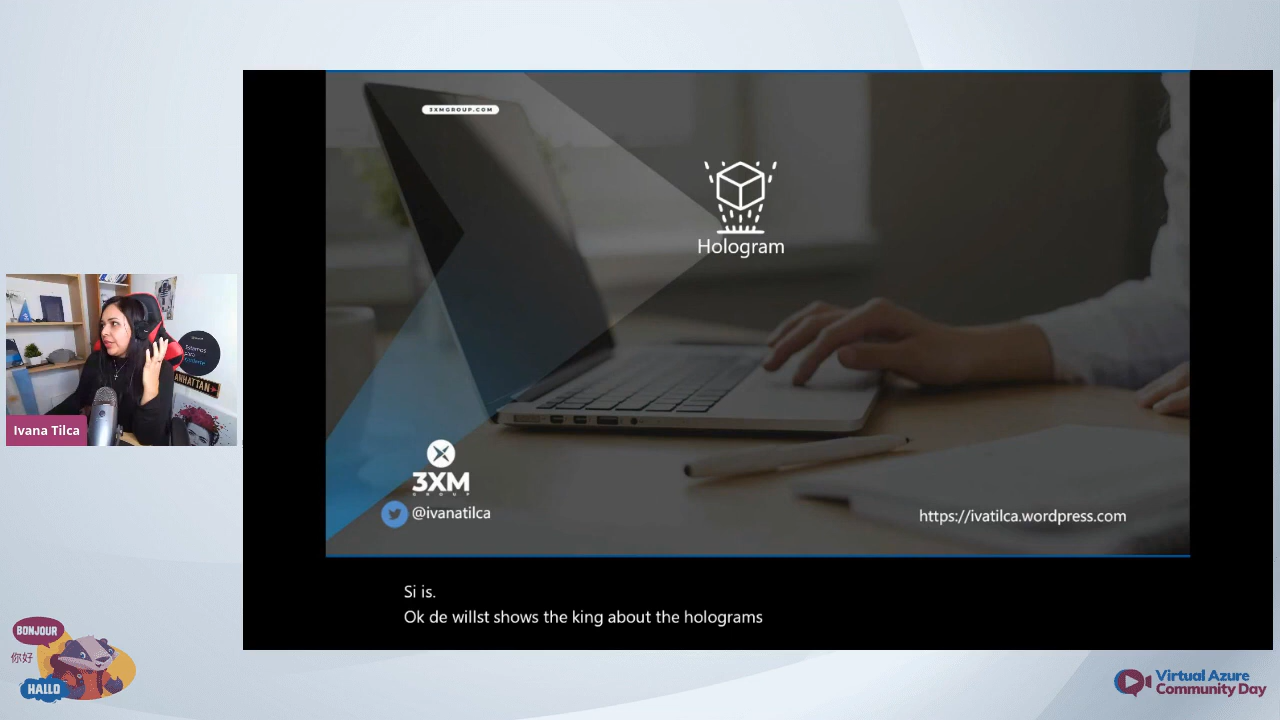 3XMGROUP.COM
Hologram
Ivana Tilca
MANHATTAN
3XM
GROUP
@ivanatilca
https://ivatilca.wordpress.com
Si is.
Ok de willst shows the king about the holograms
BONJOUR
你好
HALLO
Virtual Azure
Community Day